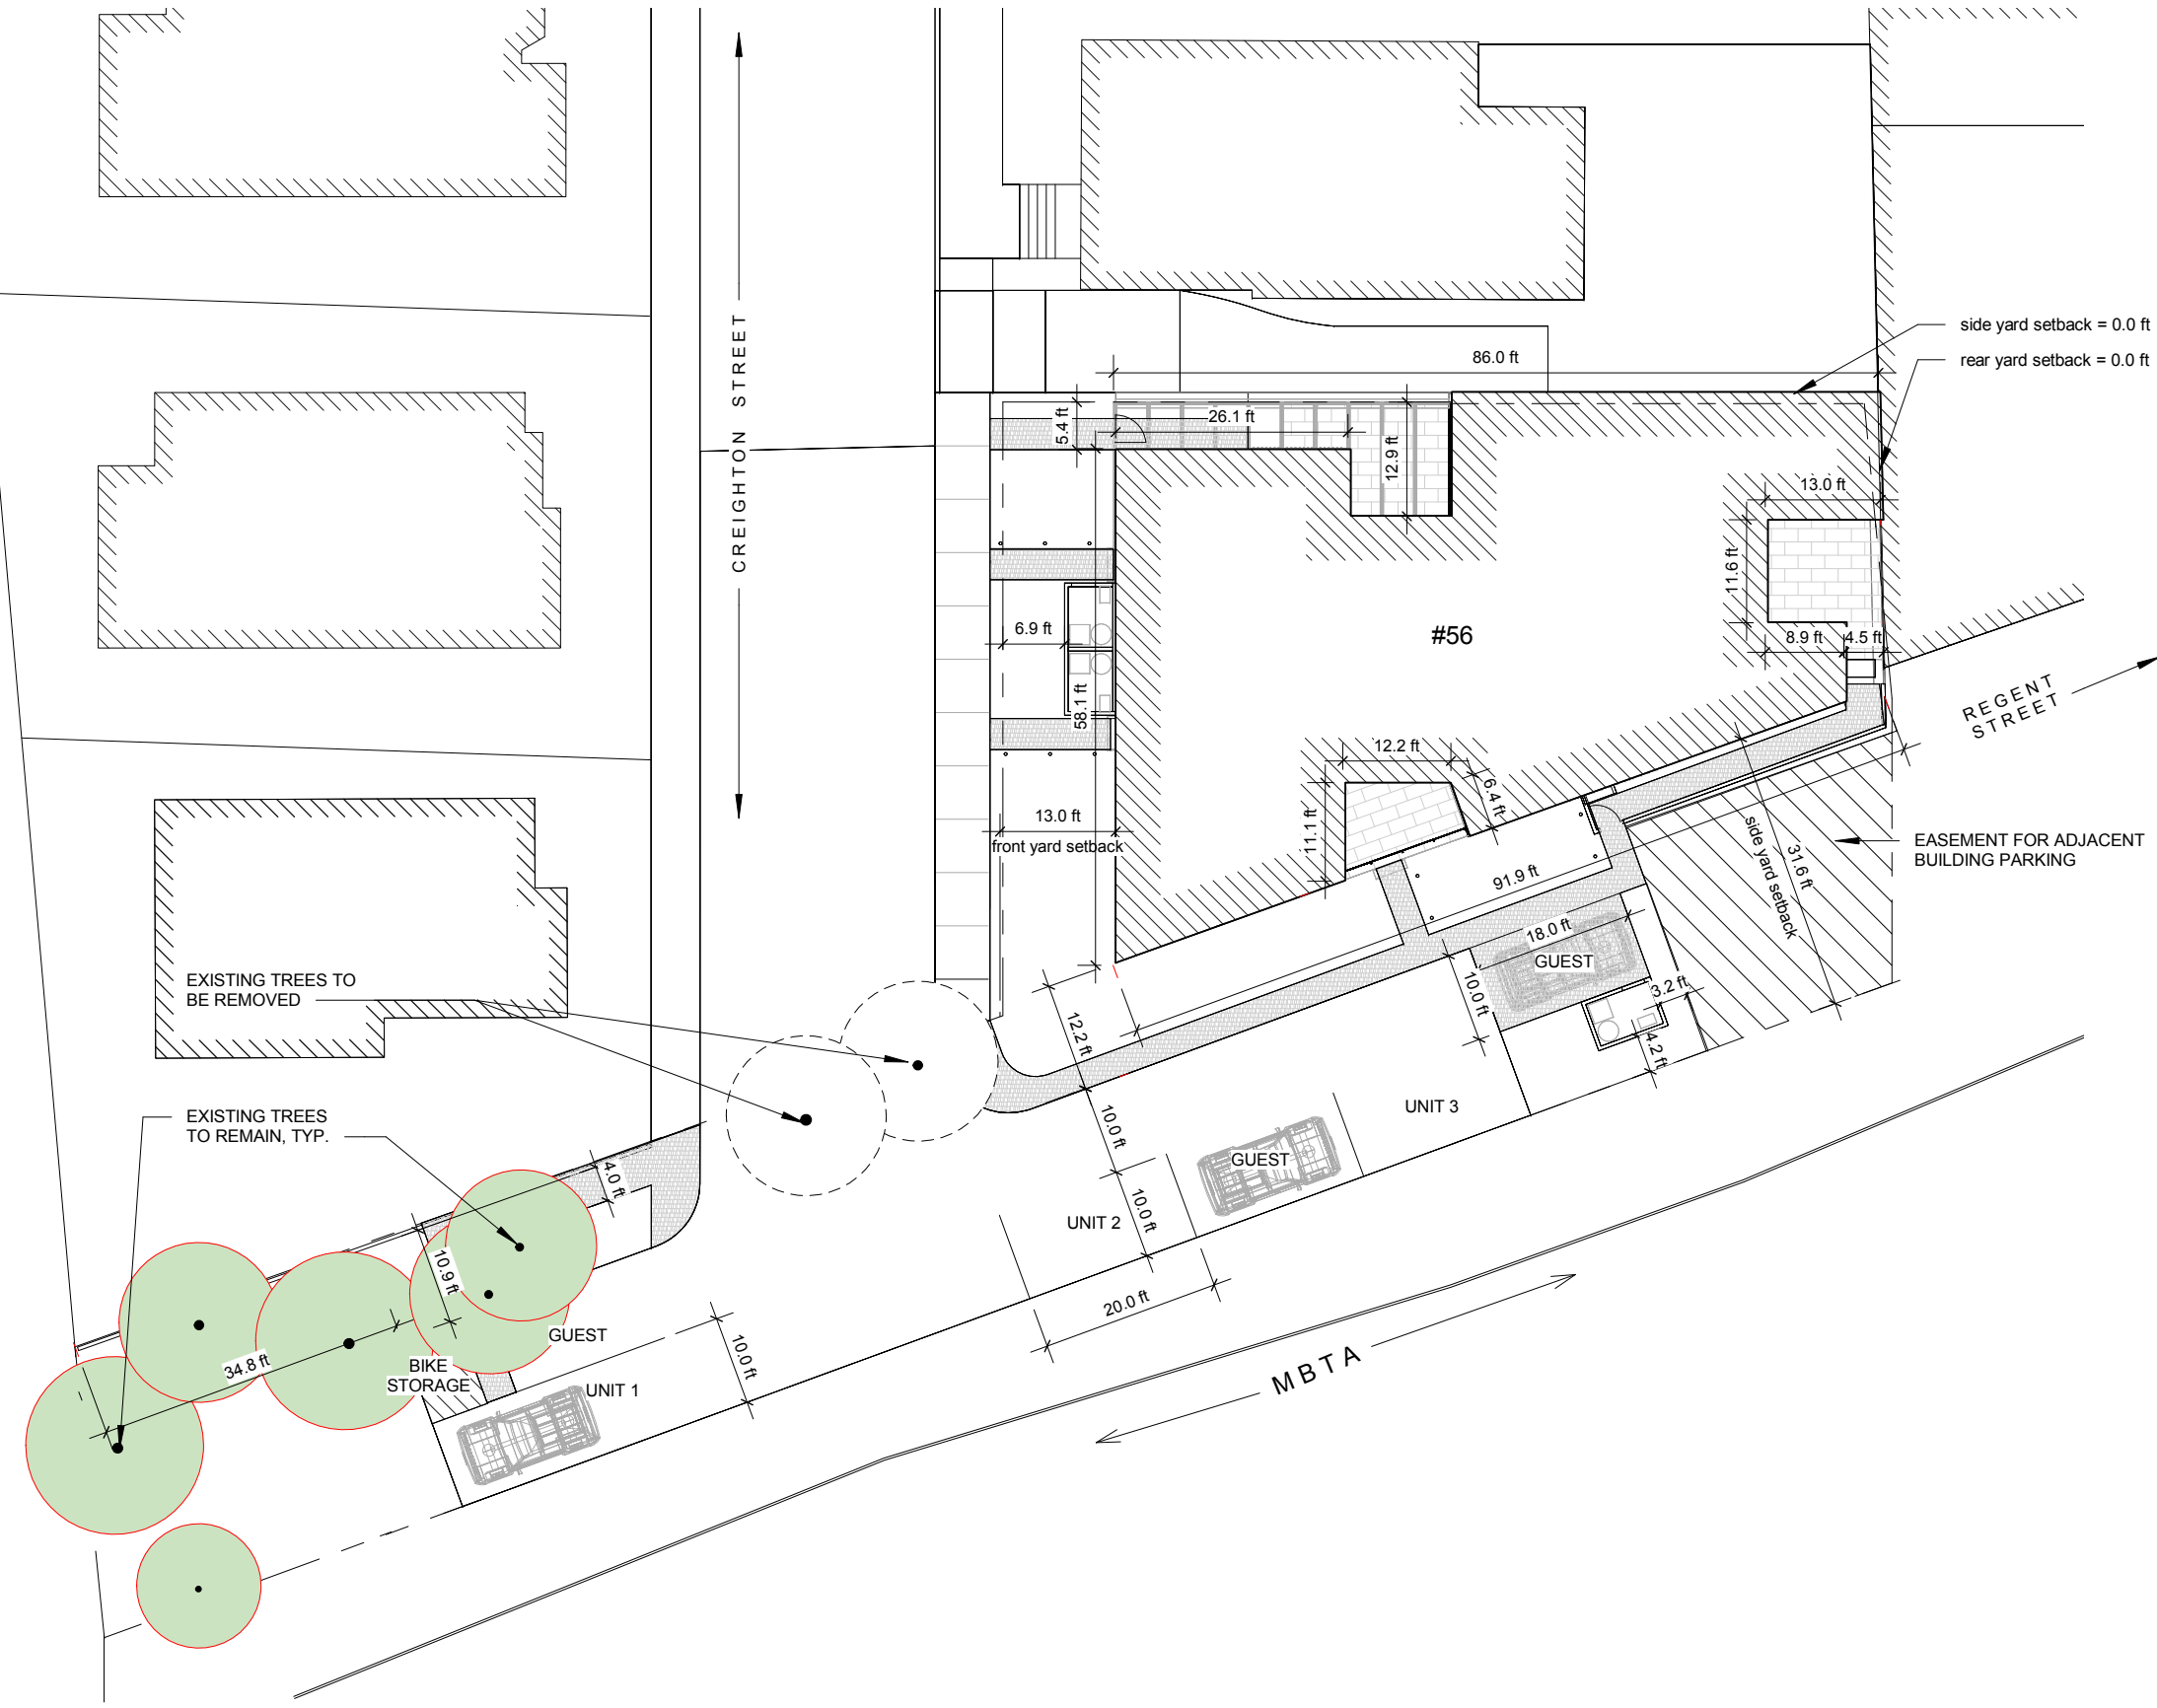 side yard setback = 0.0 ft
rear yard setback = 0.0 ft
86.0 ft
5.4 ft
26.1 ft
12.9 ft
13.0 ft
11.6 ft
8.9 ft
4.5 ft
CREIGHTON STREET
#56
6.9 ft
58.1 ft
REGENT
STREET
12.2 ft
6.4 ft
11.1 ft
13.0 ft
front yard setback
91.9 ft
31.6 ft
side yard setback
EASEMENT FOR ADJACENT
BUILDING PARKING
18.0 ft
GUEST
10.0 ft
3.2 ft
4.2 ft
EXISTING TREES TO
BE REMOVED
12.2 ft
10.0 ft
UNIT 3
EXISTING TREES
TO REMAIN, TYP.
GUEST
4.0 ft
UNIT 2
10.0 ft
10.9 ft
20.0 ft
GUEST
10.0 ft
34.8 ft
BIKE
STORAGE
UNIT 1
MBTA